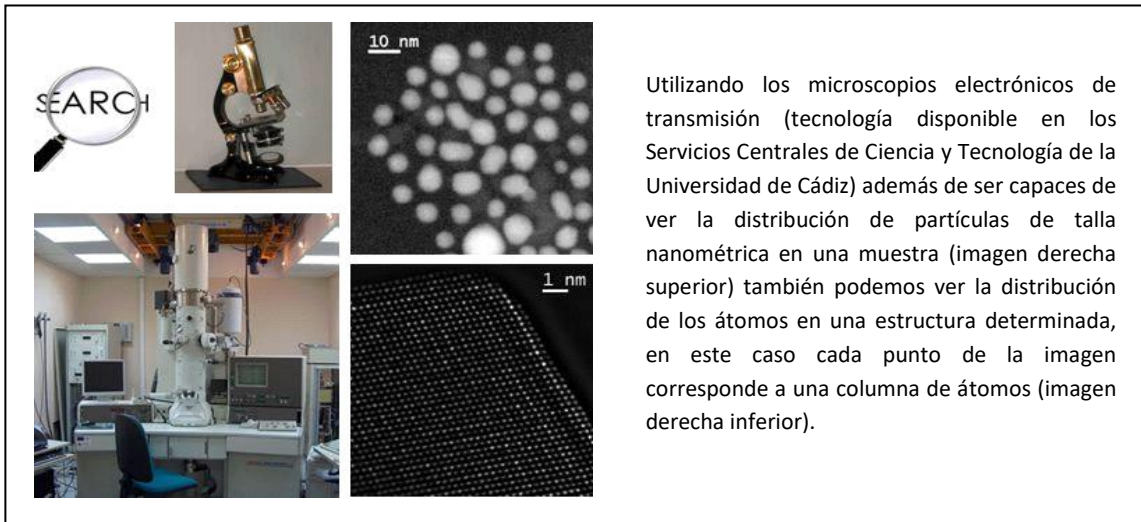 SEARCH
10 nm
1 nm
Utilizando los microscopios electrónicos de
transmisión (tecnología disponible en los
Servicios Centrales de Ciencia y Tecnología de la
Universidad de Cádiz) además de ser capaces de
ver la distribución de partículas de talla
nanométrica en una muestra (imagen derecha
superior) también podemos ver la distribución
de los átomos en una estructura determinada,
en este caso cada punto de la imagen
corresponde a una columna de átomos (imagen
derecha inferior).